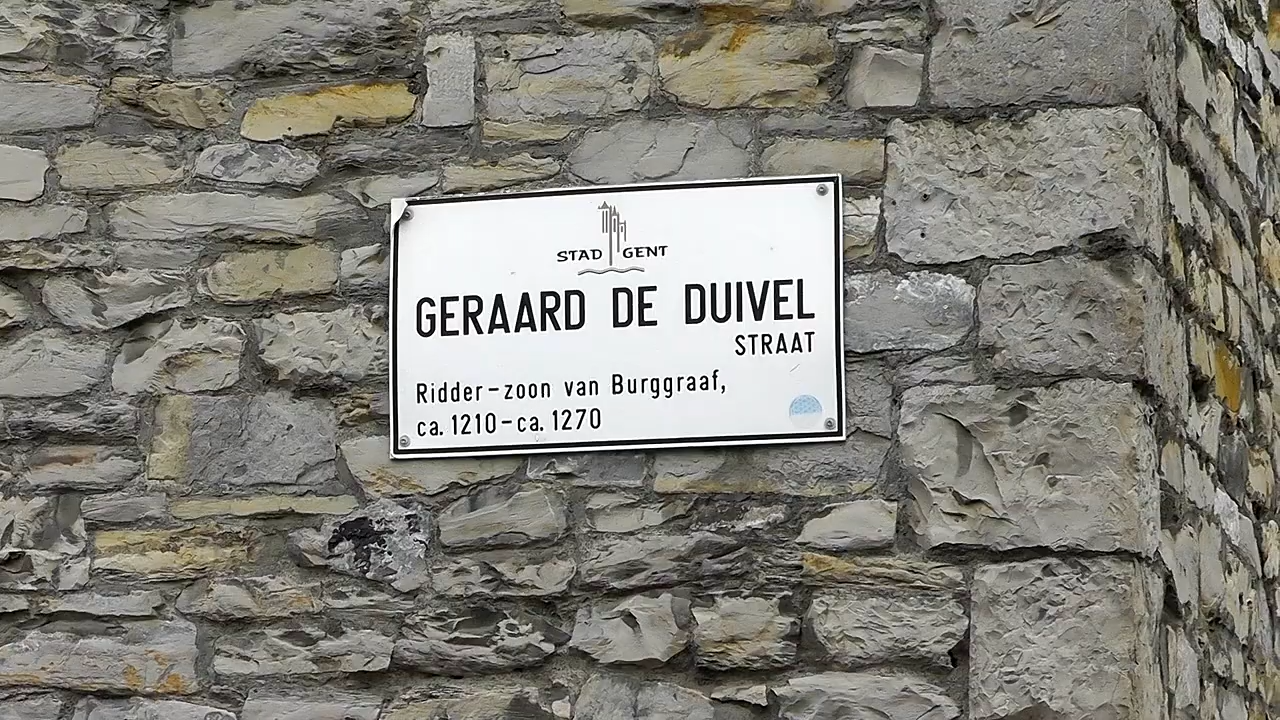 STAD GENT
GERAARD DE DUIVEL
STRAAT
Ridder-zoon van Burggraaf,
ca. 1210-ca. 1270